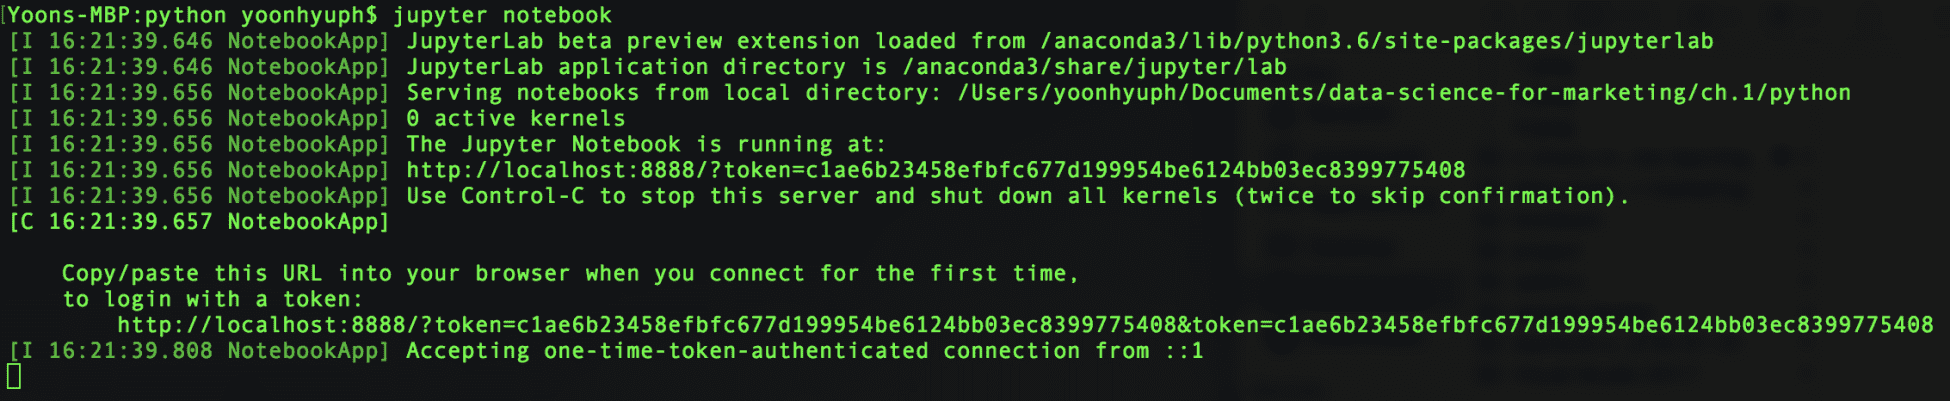 [Yoons-MBP:python yoonhyuph$ jupyter notebook
[I 16:21:39.646 NotebookApp] JupyterLab beta preview extension loaded from /anaconda3/lib/python3.6/site-packages/jupyterlab
[I 16:21:39.646 NotebookApp] JupyterLab application directory is /anaconda3/share/jupyter/lab
[I 16:21:39.656 NotebookApp] Serving notebooks from local directory: /Users/yoonhyuph/Documents/data-science-for-marketing/ch.1/python
[I 16:21:39.656 NotebookApp] 0 active kernels
[I 16:21:39.656 NotebookApp] The Jupyter Notebook is running at:
[I 16:21:39.656 NotebookApp] http://localhost:8888/?token=c1ae6b23458efbfc677d199954be6124bb03ec8399775408
[I 16:21:39.656 NotebookApp] Use Control-C to stop this server and shut down all kernels (twice to skip confirmation).
[C 16:21:39.657 NotebookApp]
Copy/paste this URL into your browser when you connect for the first time,
to login with a token:
http://localhost:8888/?token=c1ae6b23458efbfc677d199954be6124bb03ec8399775408&token=c1ae6b23458efbfc677d199954be6124bb03ec8399775408
[I 16:21:39.808 NotebookApp] Accepting one-time-token-authenticated connection from ::1